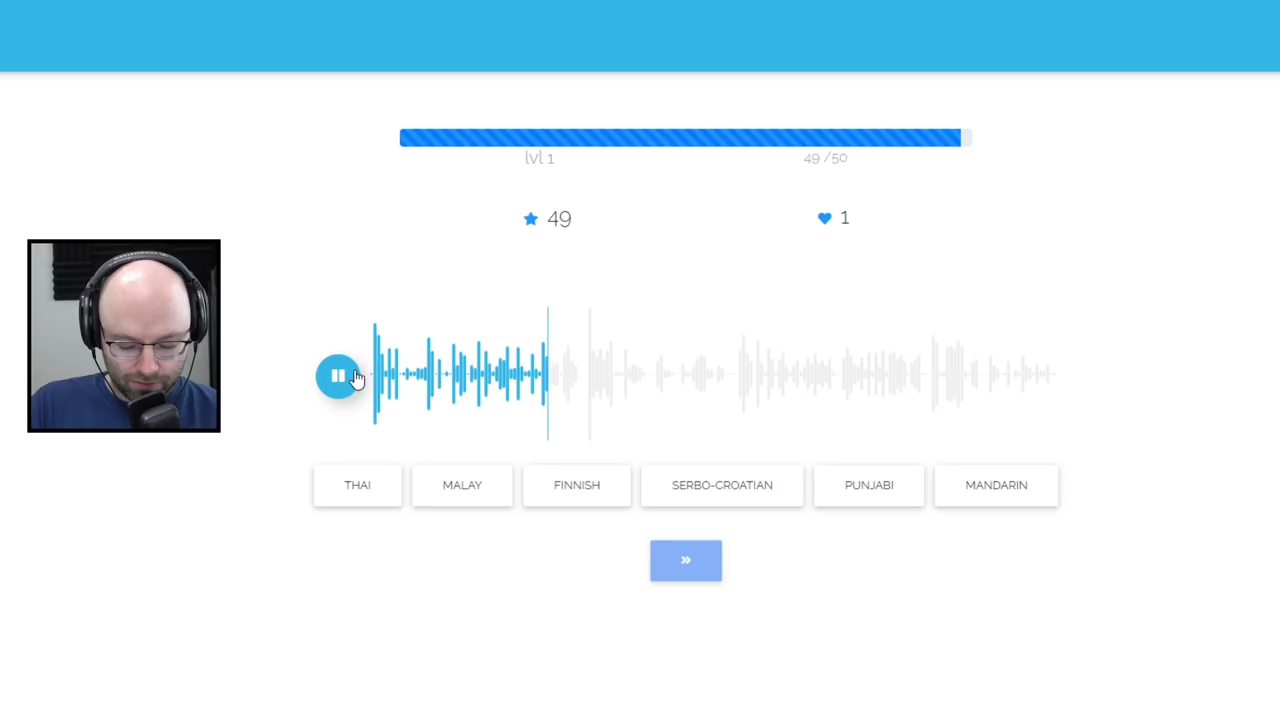 lvl 1
49 /50
49
1
THAI
MALAY
FINNISH
SERBO-CROATIAN
PUNJABI
MANDARIN
»